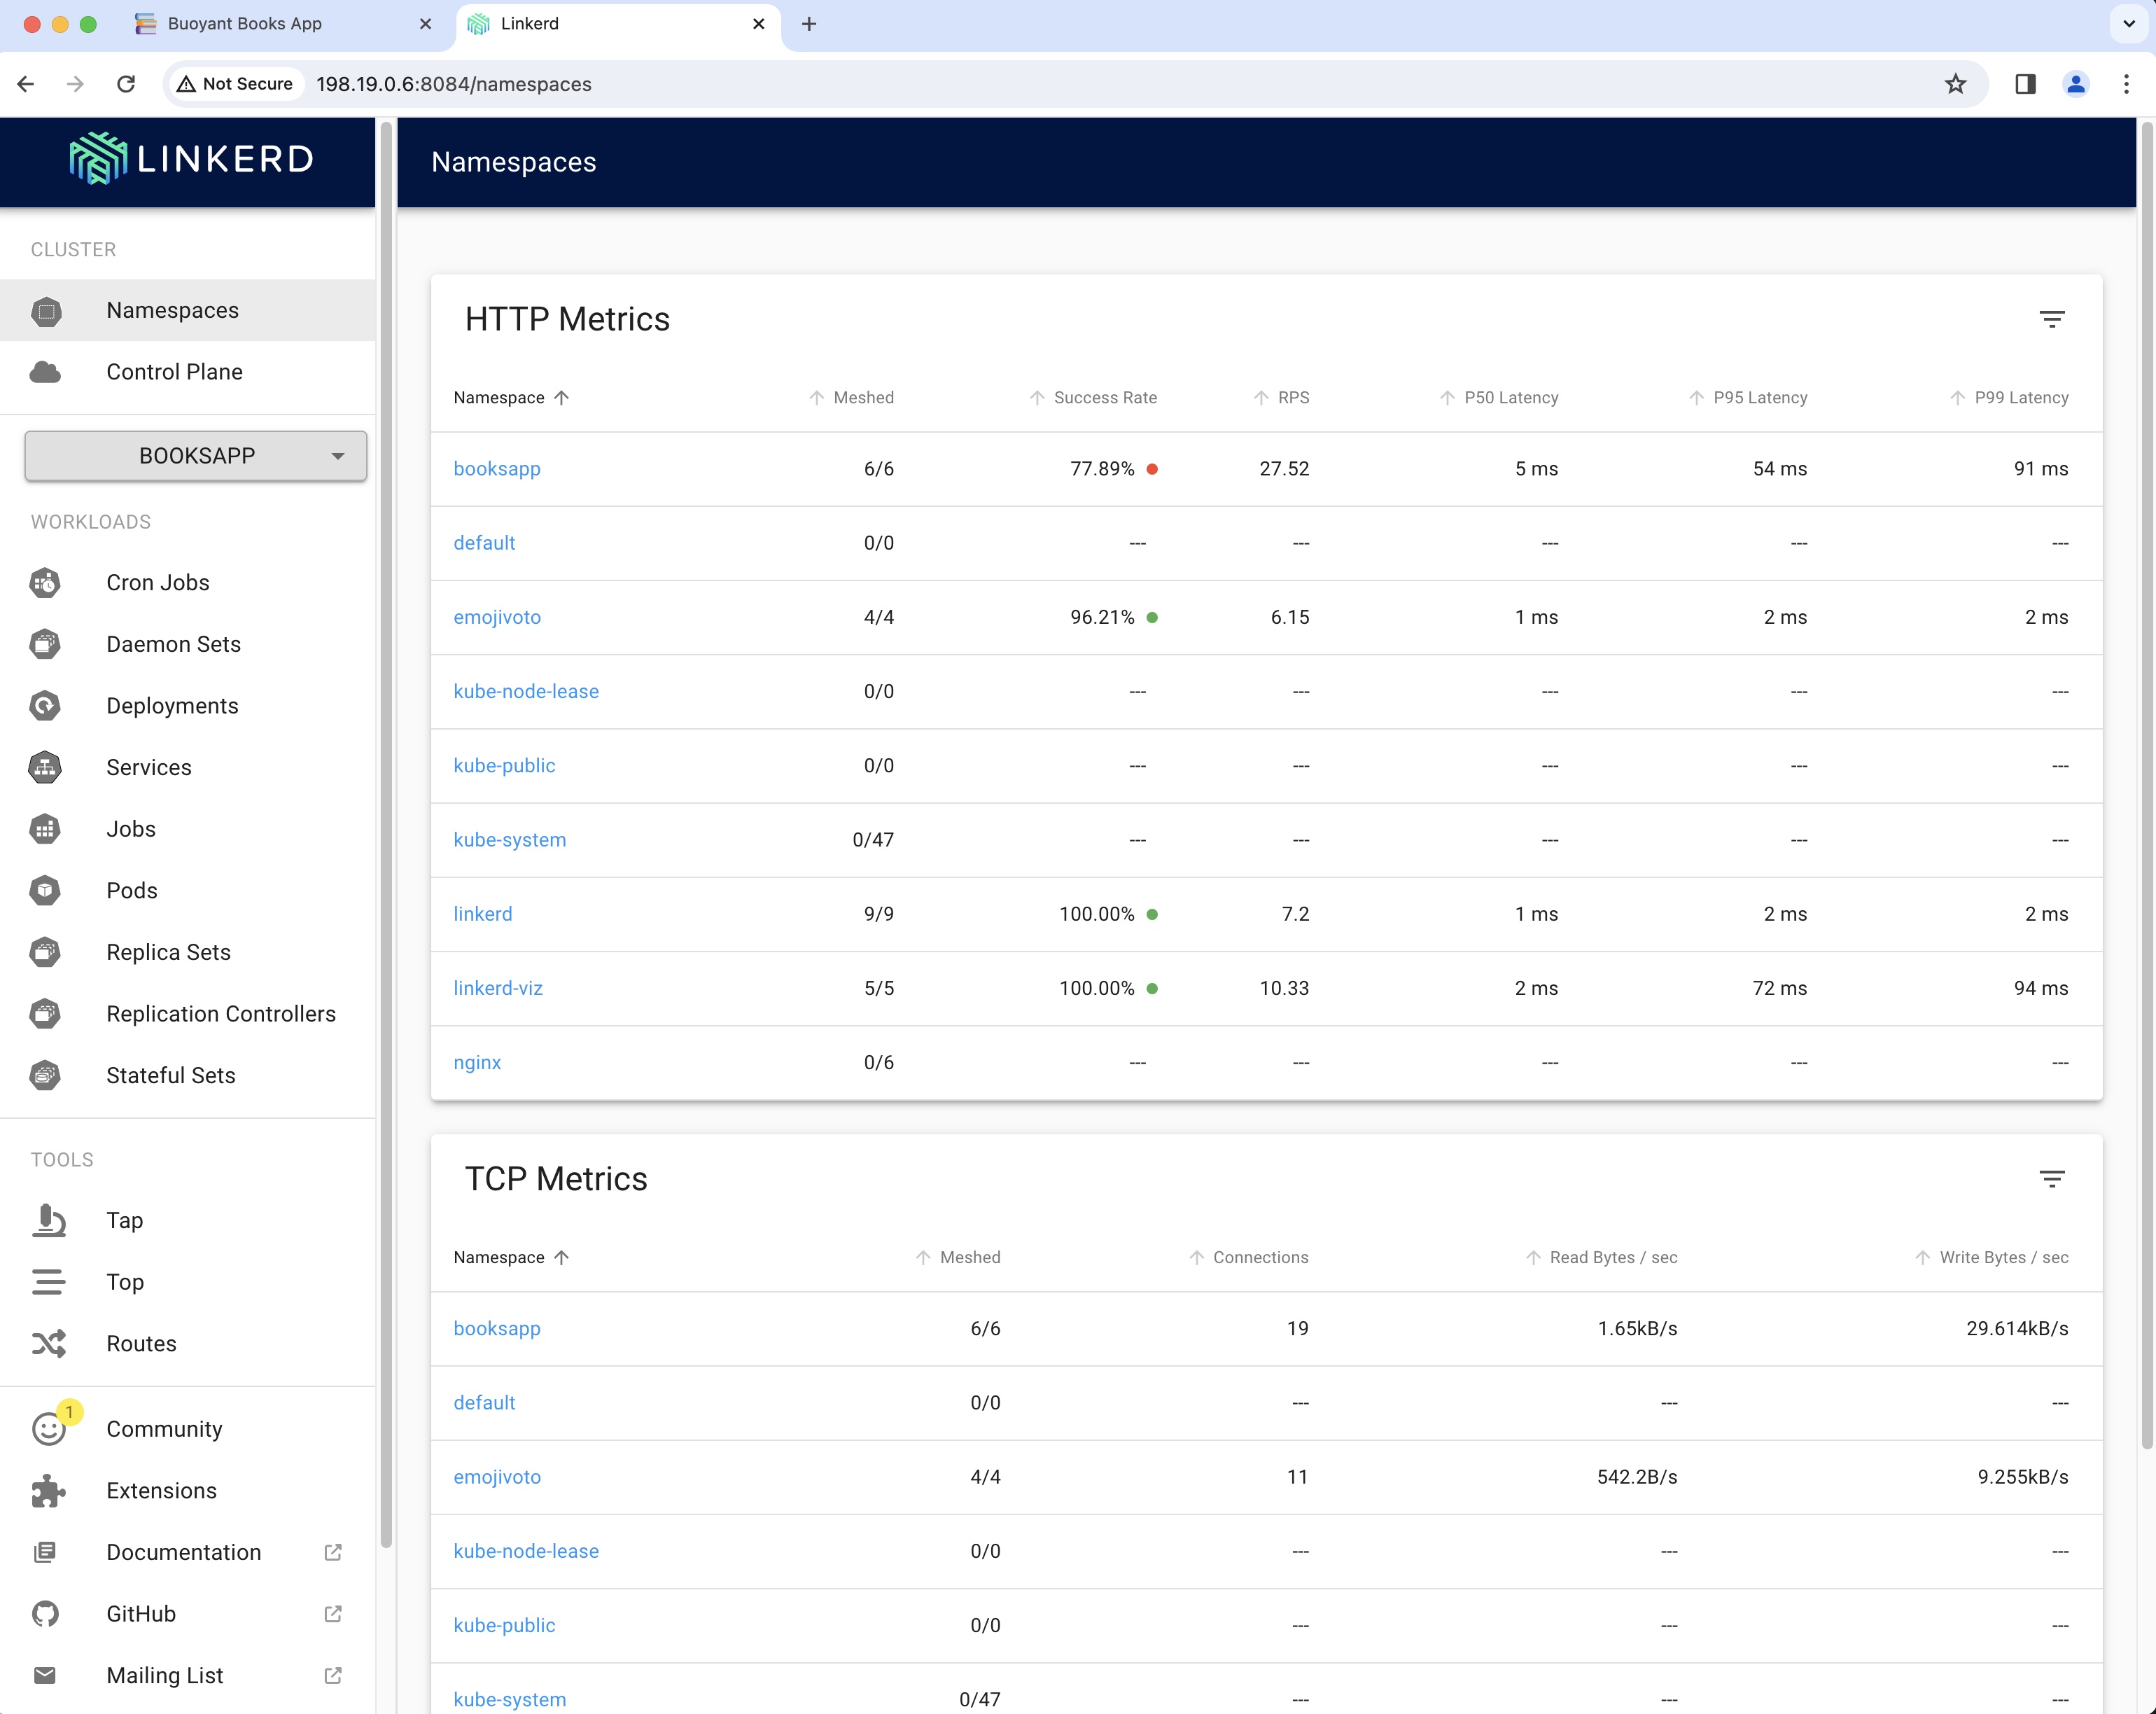 Buoyant Books App
Linkerd
Not Secure 198.19.0.6:8084/namespaces
LINKERD
Namespaces
CLUSTER
Namespaces
Control Plane
BOOKSAPP
WORKLOADS
Cron Jobs
Daemon Sets
Deployments
Services
Jobs
Pods
Replica Sets
Replication Controllers
Stateful Sets
TOOLS
Tap
Top
Routes
1
Community
Extensions
Documentation
GitHub
Mailing List
HTTP Metrics
Namespace Meshed Success Rate RPS P50 Latency P95 Latency P99 Latency
booksapp 6/6 77.89% 27.52 5 ms 54 ms 91 ms
default 0/0 --- --- --- --- ---
emojivoto 4/4 96.21% 6.15 1 ms 2 ms 2 ms
kube-node-lease 0/0 --- --- --- --- ---
kube-public 0/0 --- --- --- --- ---
kube-system 0/47 --- --- --- --- ---
linkerd 9/9 100.00% 7.2 1 ms 2 ms 2 ms
linkerd-viz 5/5 100.00% 10.33 2 ms 72 ms 94 ms
nginx 0/6 --- --- --- --- ---
TCP Metrics
Namespace Meshed Connections Read Bytes / sec Write Bytes / sec
booksapp 6/6 19 1.65kB/s 29.614kB/s
default 0/0 --- --- ---
emojivoto 4/4 11 542.2B/s 9.255kB/s
kube-node-lease 0/0 --- --- ---
kube-public 0/0 --- --- ---
kube-system 0/47 --- --- ---